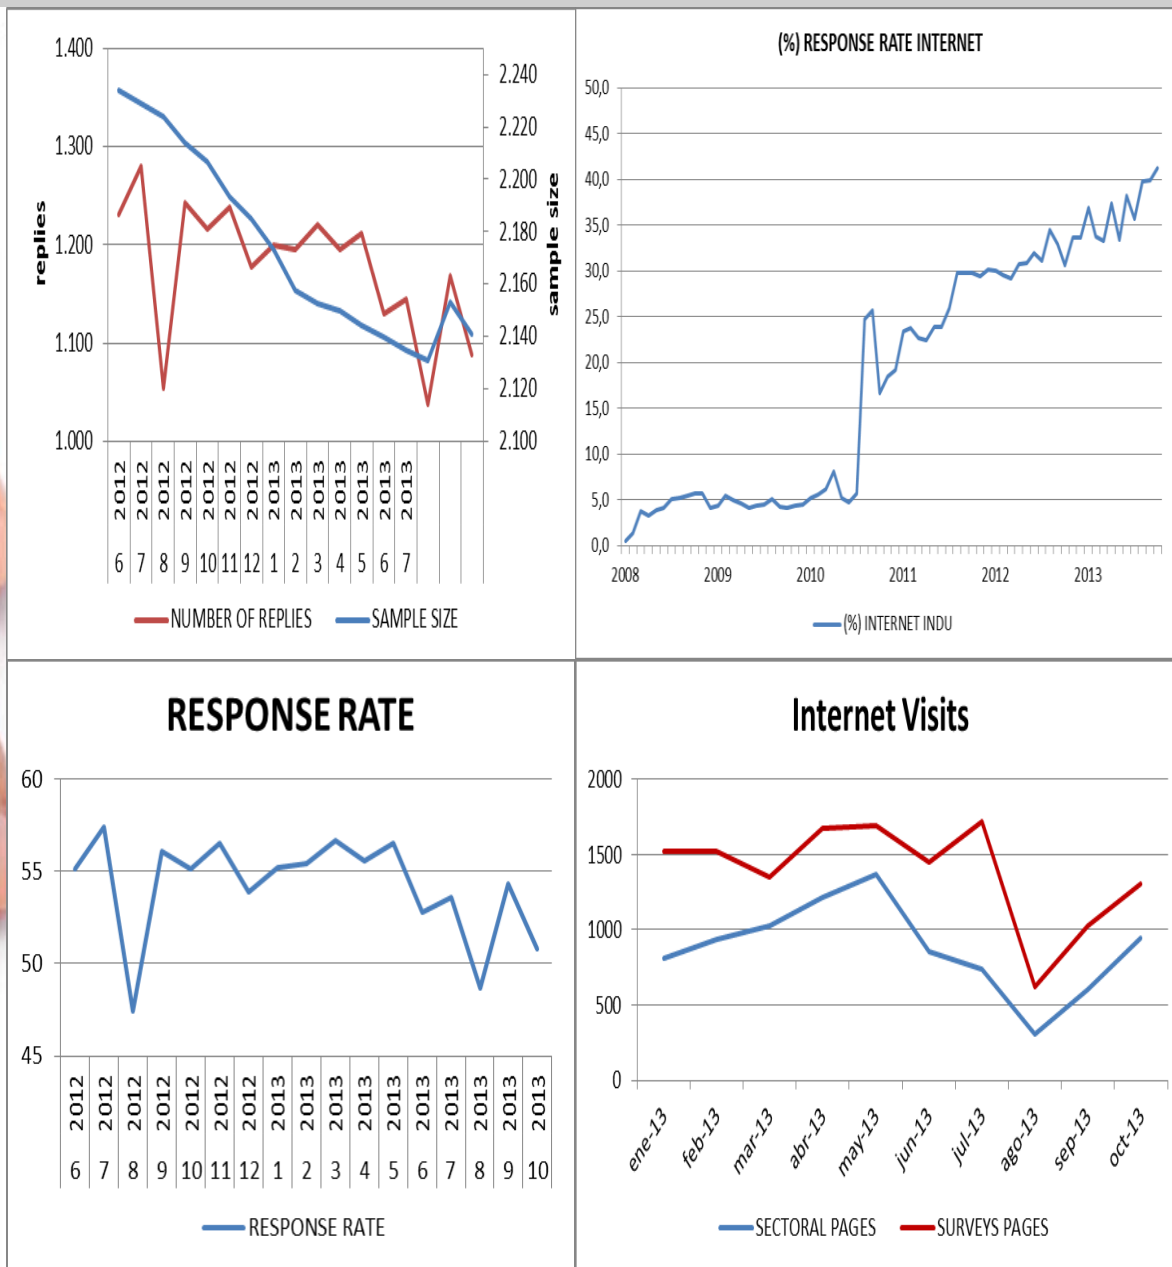 1.400
1.300
1.200
1.100
1.000
replies
2.240
2.220
2.200
2.180
2.160
2.140
2.120
2.100
sample size
2012 2012 2012 2012 2012 2012 2012 2013 2013 2013 2013 2013 2013 2013
6 7 8 9 10 11 12 1 2 3 4 5 6 7
NUMBER OF REPLIES SAMPLE SIZE
(%) RESPONSE RATE INTERNET
50,0
45,0
40,0
35,0
30,0
25,0
20,0
15,0
10,0
5,0
0,0
2008 2009 2010 2011 2012 2013
(%) INTERNET INDU
RESPONSE RATE
60
55
50
45
2012 2012 2012 2012 2012 2012 2012 2013 2013 2013 2013 2013 2013 2013 2013 2013 2013
6 7 8 9 10 11 12 1 2 3 4 5 6 7 8 9 10
RESPONSE RATE
Internet Visits
2000
1500
1000
500
0
ene-13 feb-13 mar-13 abr-13 may-13 jun-13 jul-13 ago-13 sep-13 oct-13
SECTORAL PAGES SURVEYS PAGES